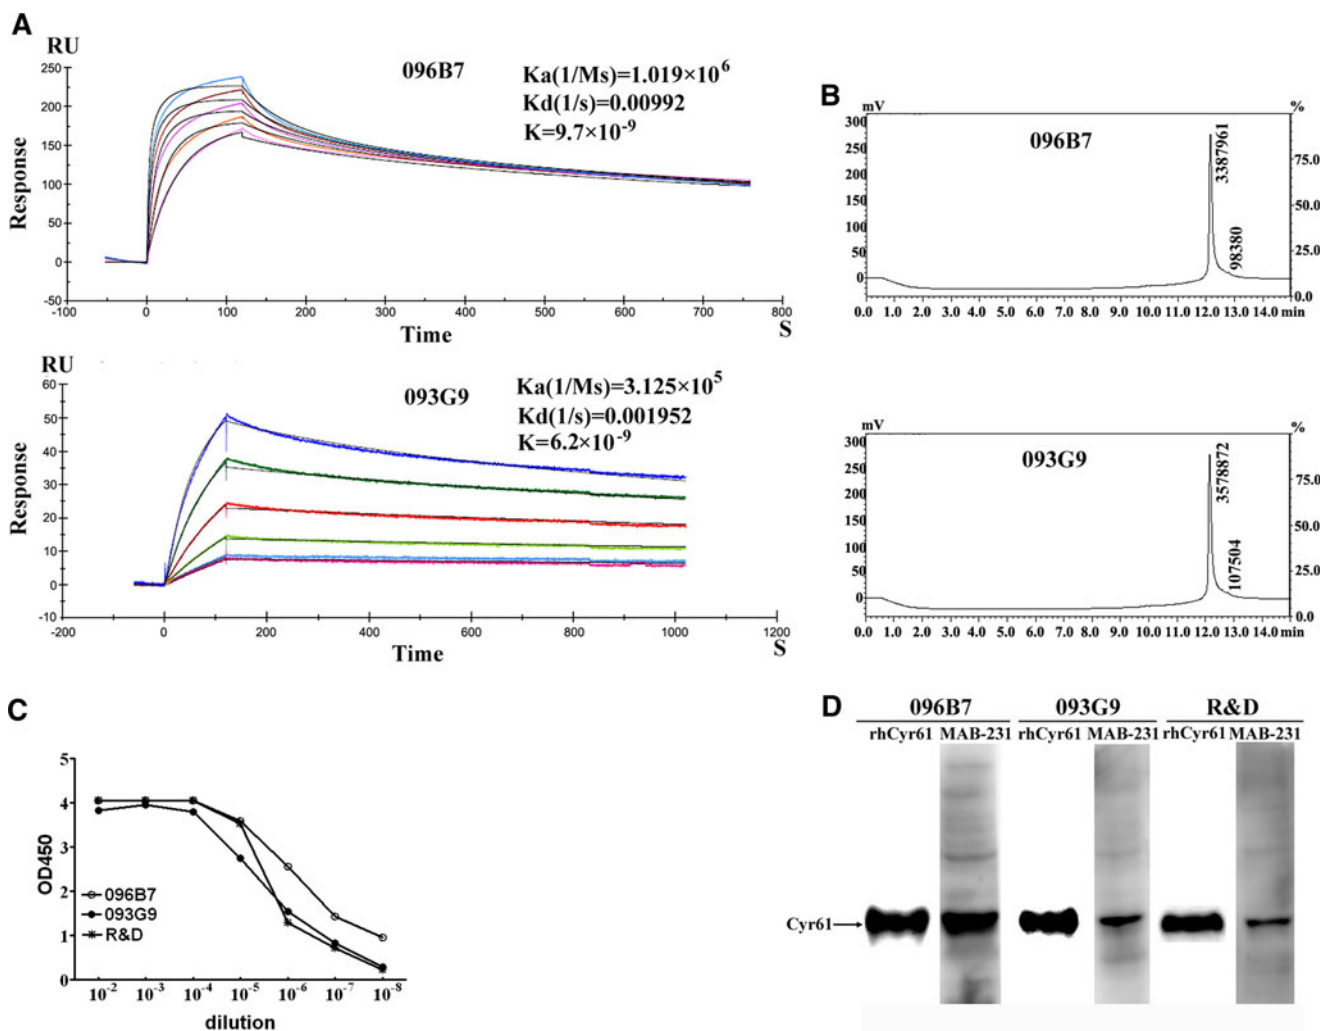 A
RU
096B7
Ka(1/Ms)=1.019×10^6
Kd(1/s)=0.00992
K=9.7×10^-9
250
200
150
100
50
0
-50
Response
-100 0 100 200 300 400 500 600 700 800
Time S
RU
093G9
Ka(1/Ms)=3.125×10^5
Kd(1/s)=0.001952
K=6.2×10^-9
60
50
40
30
20
10
0
-10
Response
-200 0 200 400 600 800 1000 1200
Time S
B
mV %
096B7
300
250
200
150
100
50
0
3387961
98380
75.0
50.0
25.0
0.0
0.0 1.0 2.0 3.0 4.0 5.0 6.0 7.0 8.0 9.0 10.0 11.0 12.0 13.0 14.0 min
mV %
093G9
300
250
200
150
100
50
0
3578872
107504
75.0
50.0
25.0
0.0
0.0 1.0 2.0 3.0 4.0 5.0 6.0 7.0 8.0 9.0 10.0 11.0 12.0 13.0 14.0 min
C
5
4
3
2
1
0
OD450
096B7
093G9
R&D
10^-2 10^-3 10^-4 10^-5 10^-6 10^-7 10^-8
dilution
D
096B7 093G9 R&D
rhCyr61 MAB-231 rhCyr61 MAB-231 rhCyr61 MAB-231
Cyr61